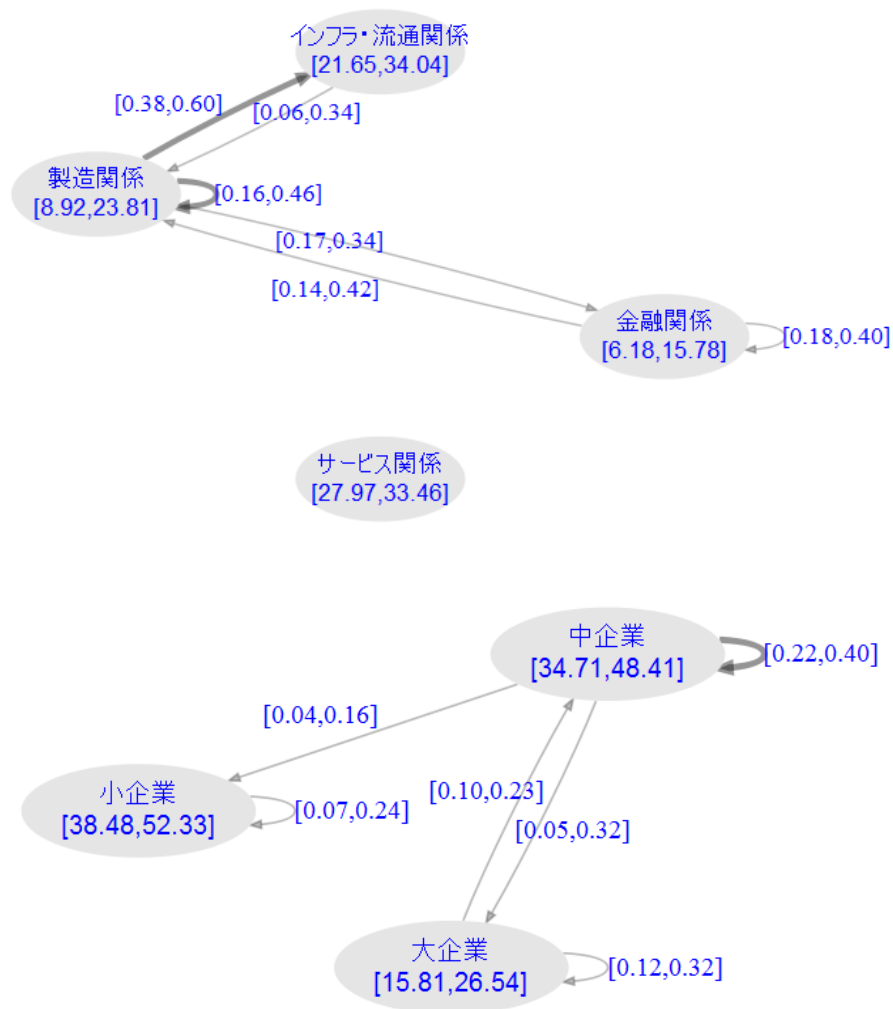 インフラ・流通関係
[21.65,34.04]
[0.38,0.60]
[0.06,0.34]
製造関係
[8.92,23.81]
[0.16,0.46]
[0.17,0.34]
[0.14,0.42]
金融関係
[6.18,15.78]
[0.18,0.40]
サービス関係
[27.97,33.46]
中企業
[34.71,48.41]
[0.22,0.40]
[0.04,0.16]
小企業
[38.48,52.33]
[0.07,0.24]
[0.10,0.23]
[0.05,0.32]
大企業
[15.81,26.54]
[0.12,0.32]